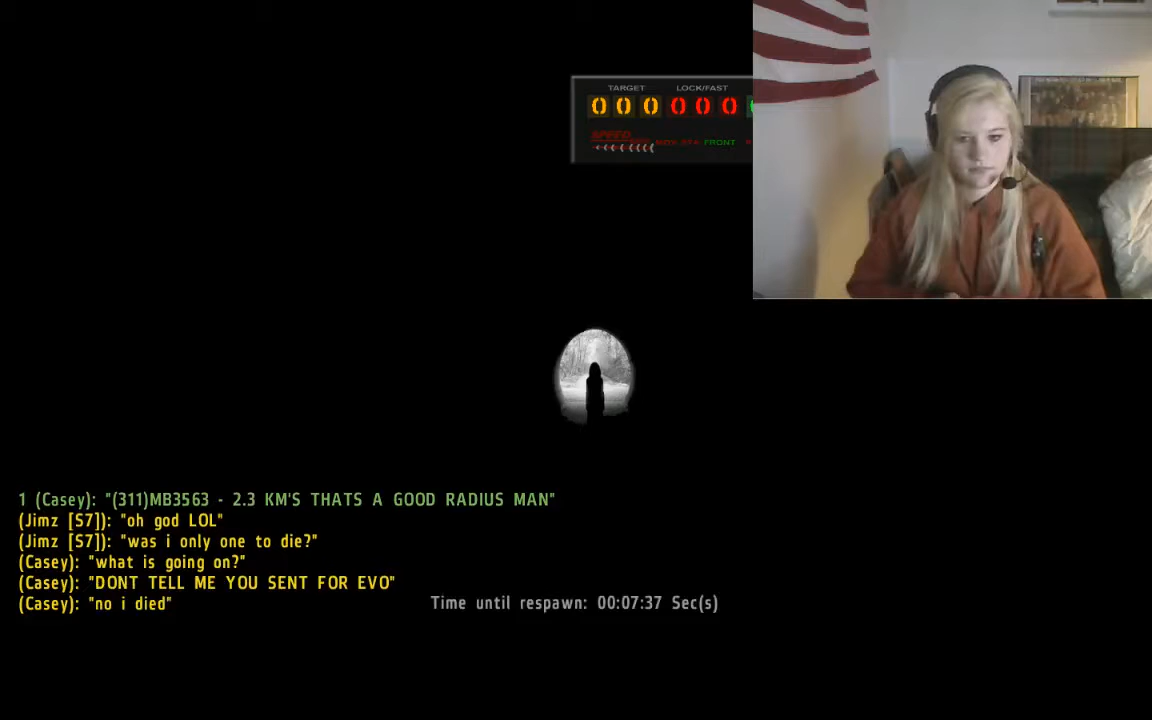 TARGET LOCK/FAST
000 000
SPEED
FRONT
1 (Casey): "(311)MB3563 - 2.3 KM'S THATS A GOOD RADIUS MAN"
(Jimz [S7]): "oh god LOL"
(Jimz [S7]): "was i only one to die?"
(Casey): "what is going on?"
(Casey): "DONT TELL ME YOU SENT FOR EVO"
(Casey): "no i died"
Time until respawn: 00:07:37 Sec(s)